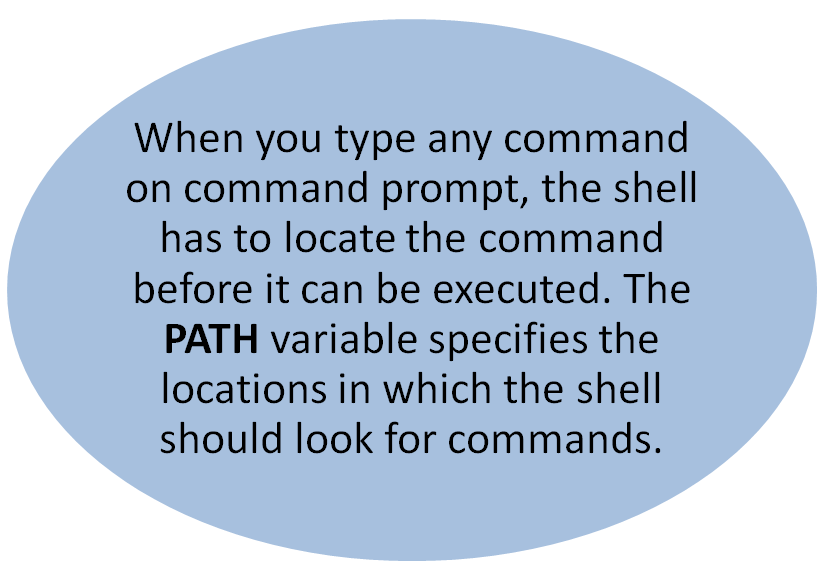 When you type any command
on command prompt, the shell
has to locate the command
before it can be executed. The
PATH variable specifies the
locations in which the shell
should look for commands.